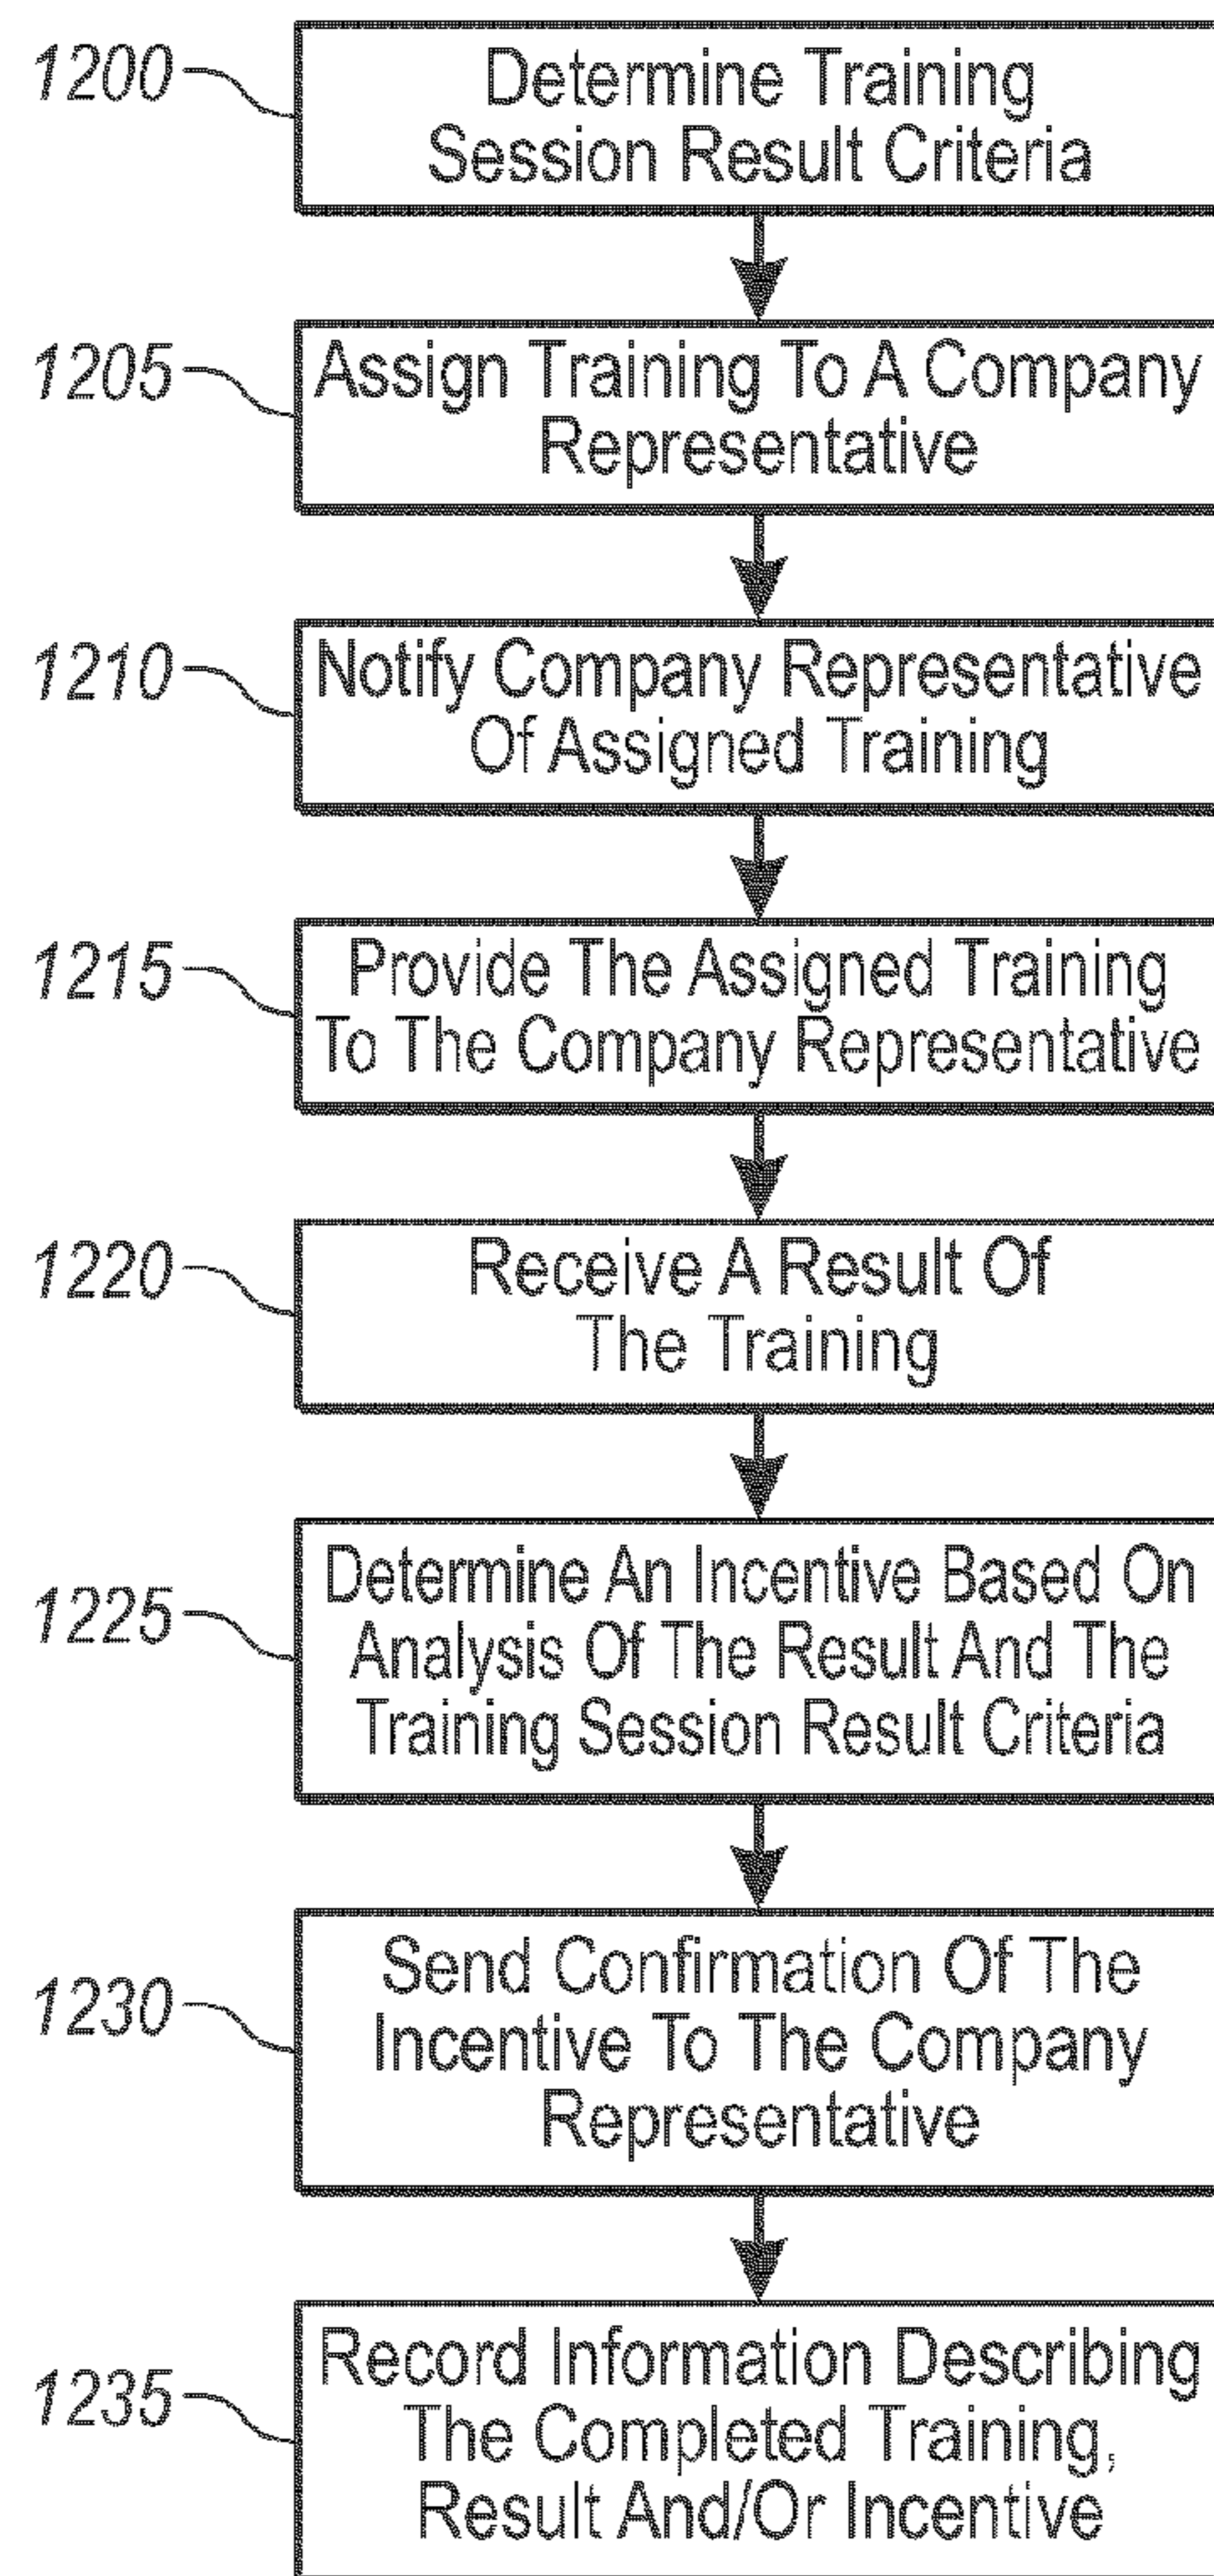 1200
Determine Training
Session Result Criteria
1205
Assign Training To A Company
Representative
1210
Notify Company Representative
Of Assigned Training
1215
Provide The Assigned Training
To The Company Representative
1220
Receive A Result Of
The Training
1225
Determine An Incentive Based On
Analysis Of The Result And The
Training Session Result Criteria
1230
Send Confirmation Of The
Incentive To The Company
Representative
1235
Record Information Describing
The Completed Training,
Result And/Or Incentive